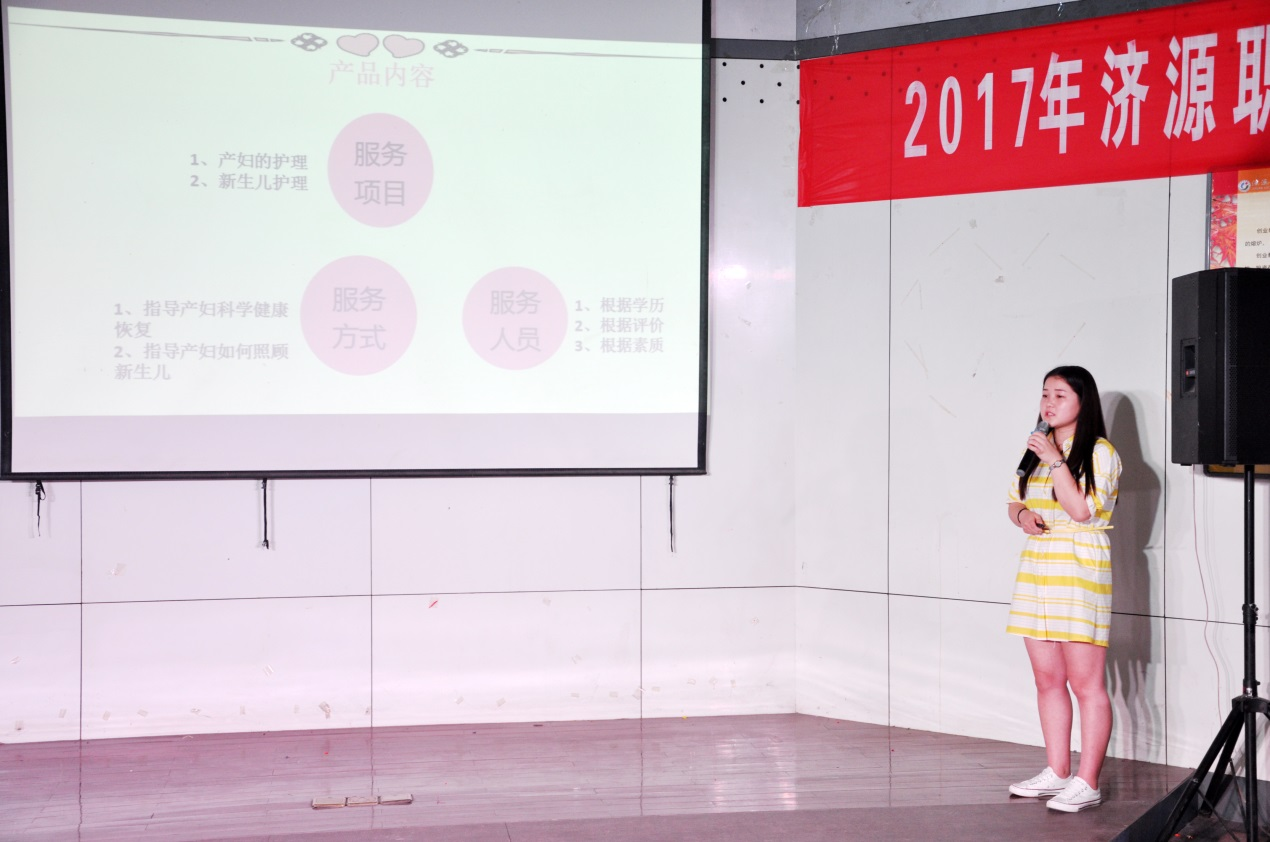 产品内容
1、产妇的护理
2、新生儿护理
服务
项目
1、指导产妇科学健康
恢复
2、指导产妇如何照顾
新生儿
服务
方式
服务
人员
1、根据学历
2、根据评价
3、根据素质
2017年济源职
创业